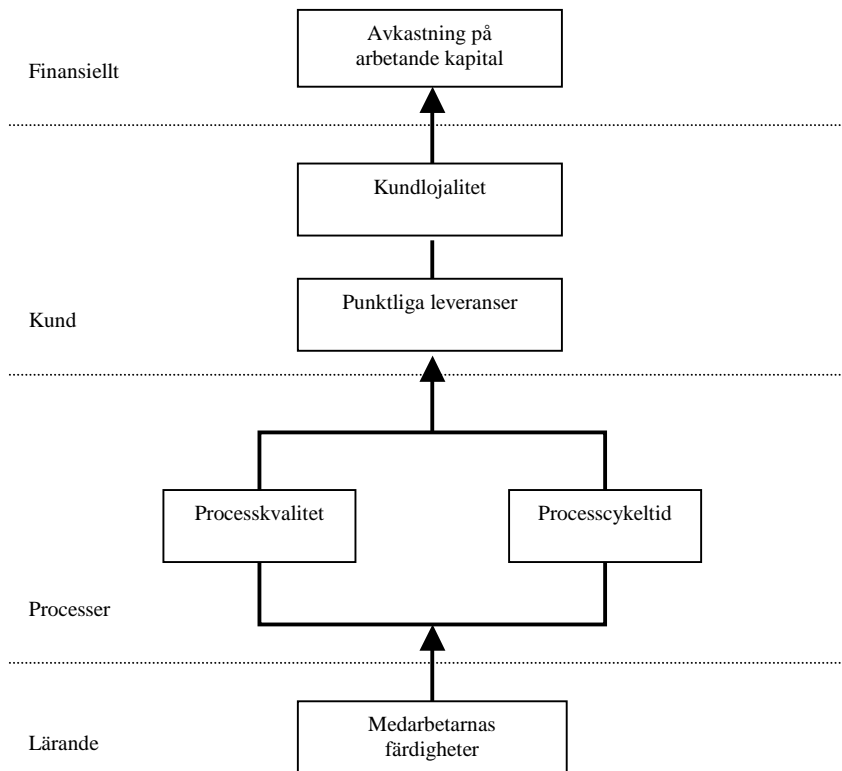 Avkastning på
arbetande kapital
Finansiellt
Kundlojalitet
Punktliga leveranser
Kund
Processkvalitet
Processcykeltid
Processer
Medarbetarnas
färdigheter
Lärande